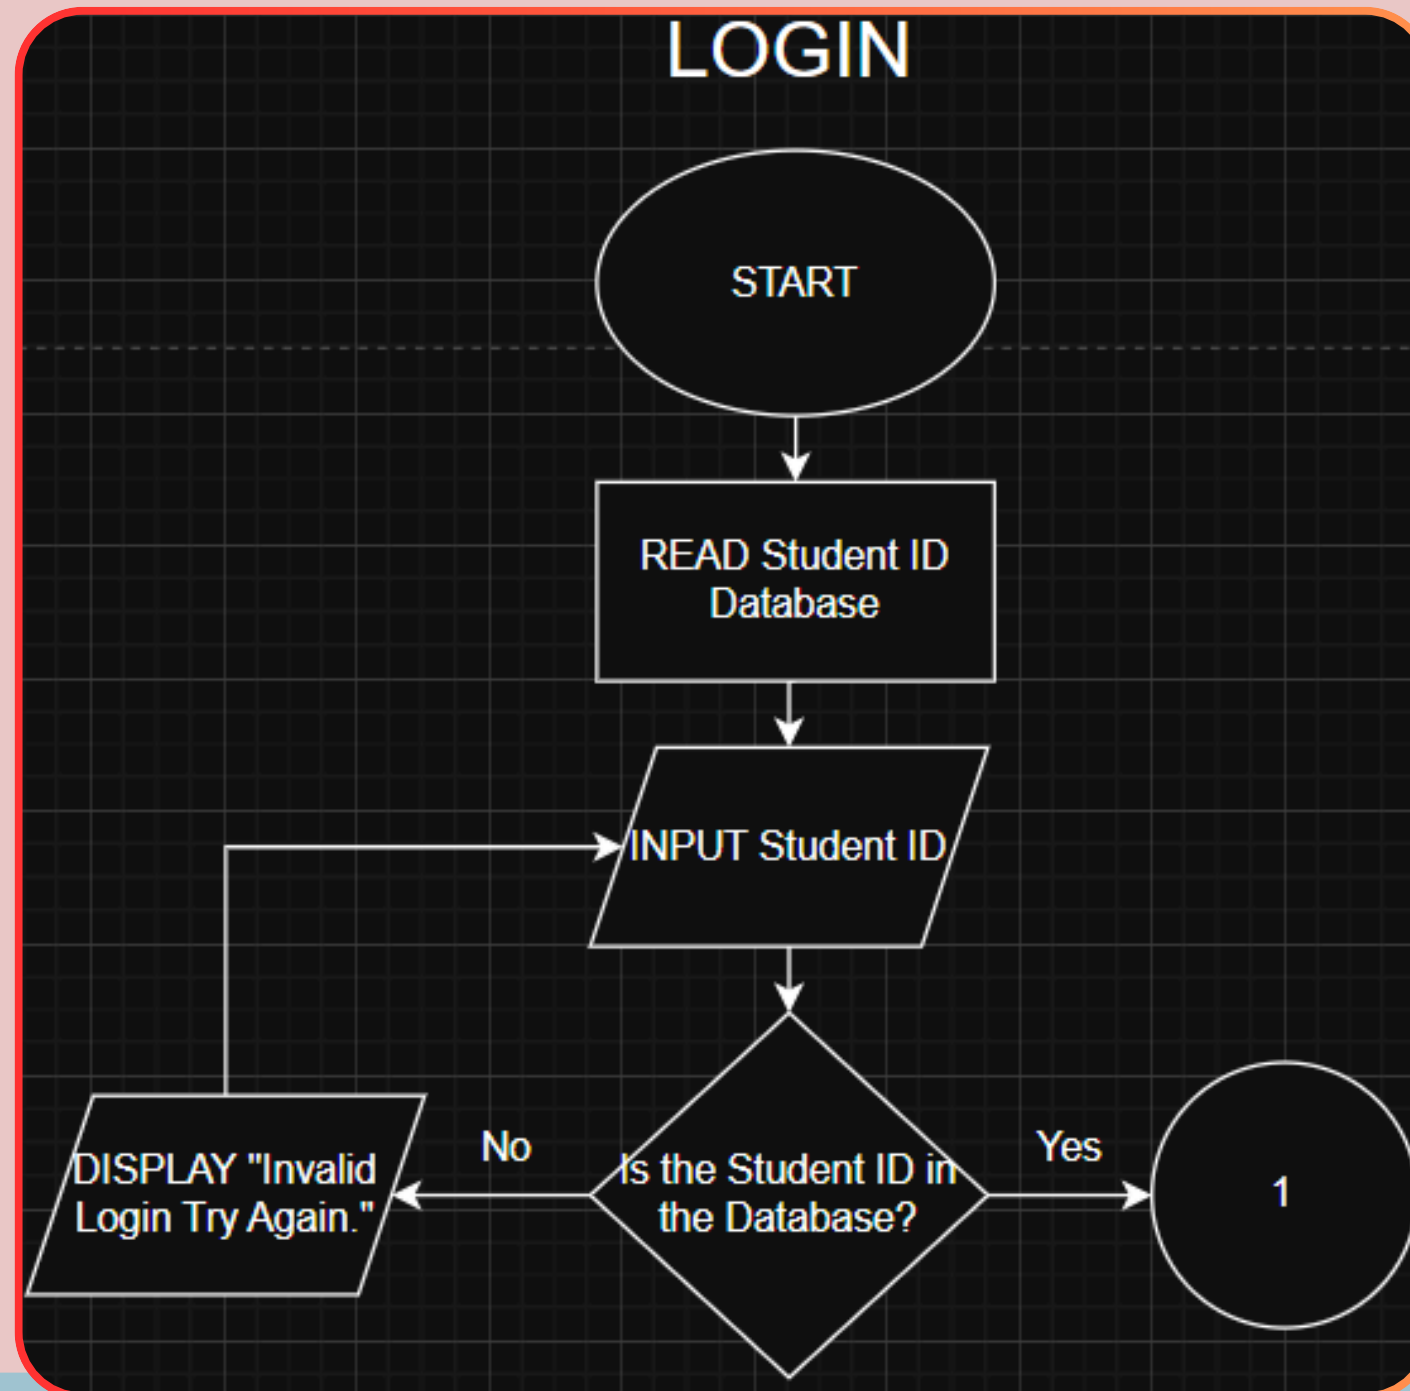 LOGIN
START
READ Student ID
Database
INPUT Student ID
Is the Student ID in
the Database?
No
DISPLAY "Invalid
Login Try Again."
Yes
1